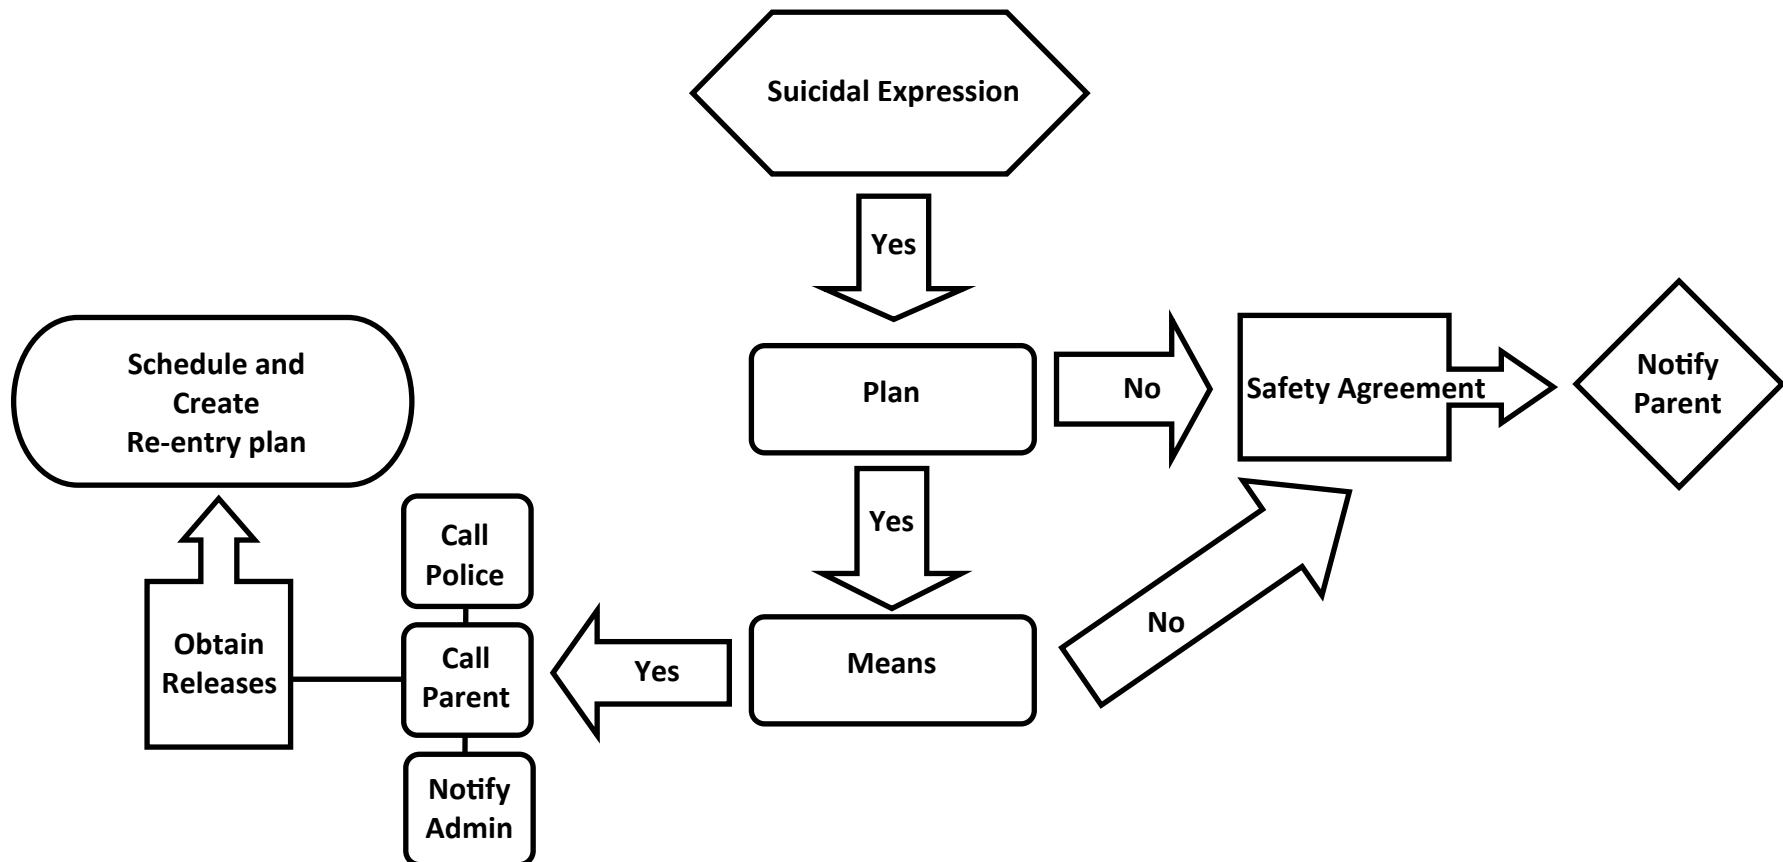 Suicidal Expression
Yes
Plan
No
Safety Agreement
Notify
Parent
Schedule and
Create
Re-entry plan
Yes
Call
Police
Means
No
Yes
Call
Parent
Obtain
Releases
Notify
Admin